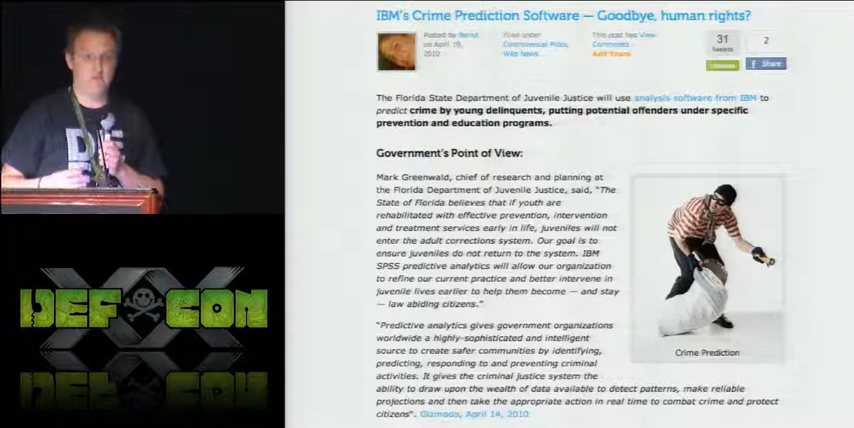 IBM's Crime Prediction Software — Goodbye, human rights?
Posted by Beirut
on April 19,
2010
Filed under
Controversial Picks,
Web News
This post has View
Comments
Add Yours
31
tweets
2
Share
The Florida State Department of Juvenile Justice will use analysis software from IBM to
predict crime by young delinquents, putting potential offenders under specific
prevention and education programs.
Government's Point of View:
Mark Greenwald, chief of research and planning at
the Florida Department of Juvenile Justice, said, "The
State of Florida believes that if youth are
rehabilitated with effective prevention, intervention
and treatment services early in life, juveniles will not
enter the adult corrections system. Our goal is to
ensure juveniles do not return to the system. IBM
SPSS predictive analytics will allow our organization
to refine our current practice and better intervene in
juvenile lives earlier to help them become — and stay
— law abiding citizens."
Crime Prediction
"Predictive analytics gives government organizations
worldwide a highly-sophisticated and intelligent
source to create safer communities by identifying,
predicting, responding to and preventing criminal
activities. It gives the criminal justice system the
ability to draw upon the wealth of data available to detect patterns, make reliable
projections and then take the appropriate action in real time to combat crime and protect
citizens". Gizmodo, April 14, 2010
DEF CON
XX